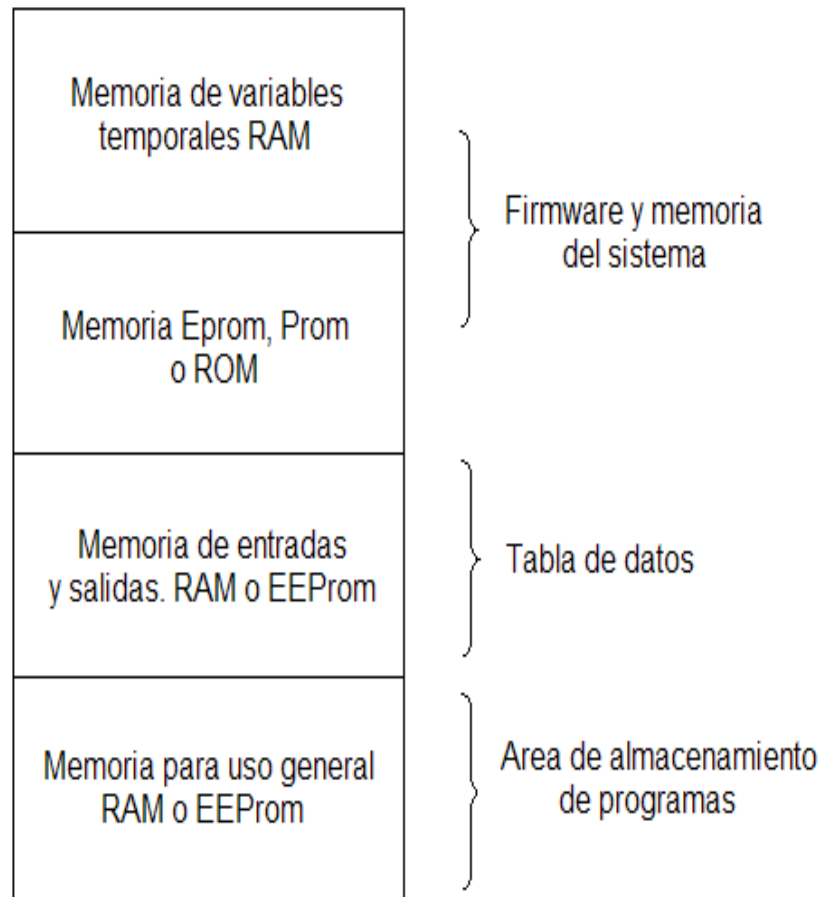 Memoria de variables
temporales RAM
Firmware y memoria
del sistema
Memoria Eprom, Prom
o ROM
Memoria de entradas
y salidas. RAM o EEProm
Tabla de datos
Memoria para uso general
RAM o EEProm
Area de almacenamiento
de programas